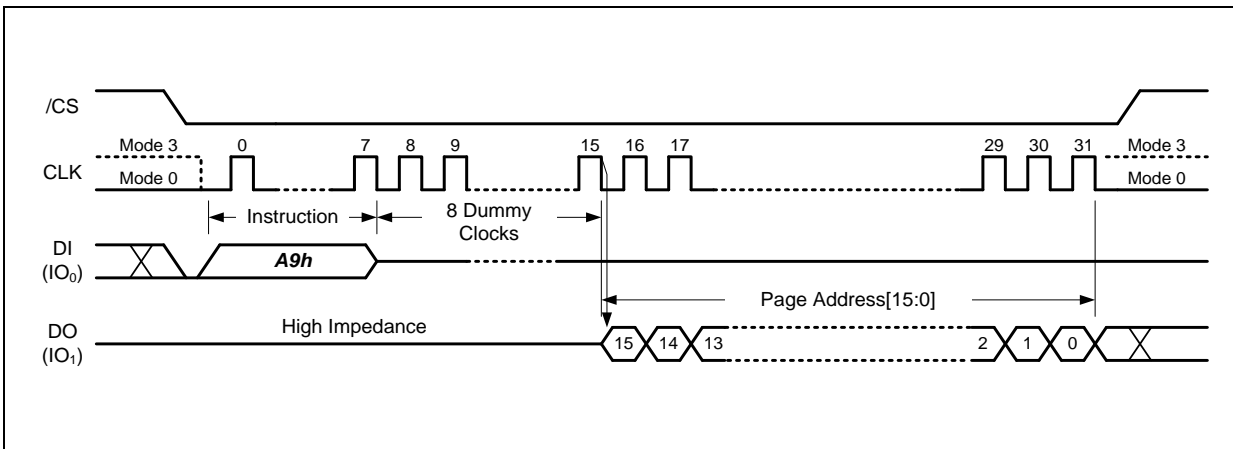 /CS
Mode 3 0 7 8 9 15 16 17 29 30 31 Mode 3
CLK
Mode 0 Mode 0
Instruction 8 Dummy
Clocks
DI
(IO0)
A9h
Page Address[15:0]
High Impedance
DO
(IO1)
15 14 13 2 1 0